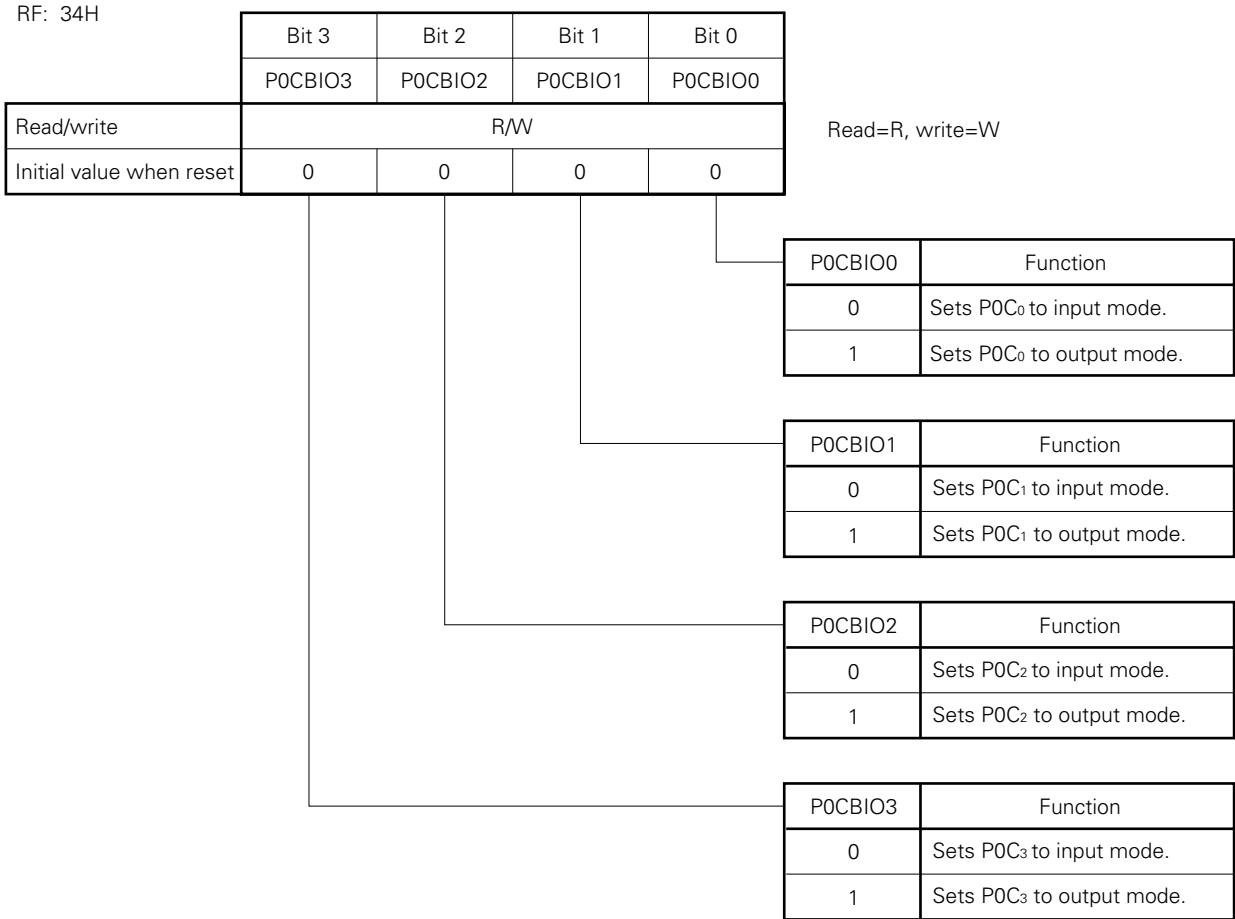 RF: 34H
Bit 3 Bit 2 Bit 1 Bit 0
P0CBIO3 P0CBIO2 P0CBIO1 P0CBIO0
Read/write R/W
Read=R, write=W
Initial value when reset 0 0 0 0
P0CBIO0 Function
0 Sets P0C₀ to input mode.
1 Sets P0C₀ to output mode.
P0CBIO1 Function
0 Sets P0C₁ to input mode.
1 Sets P0C₁ to output mode.
P0CBIO2 Function
0 Sets P0C₂ to input mode.
1 Sets P0C₂ to output mode.
P0CBIO3 Function
0 Sets P0C₃ to input mode.
1 Sets P0C₃ to output mode.